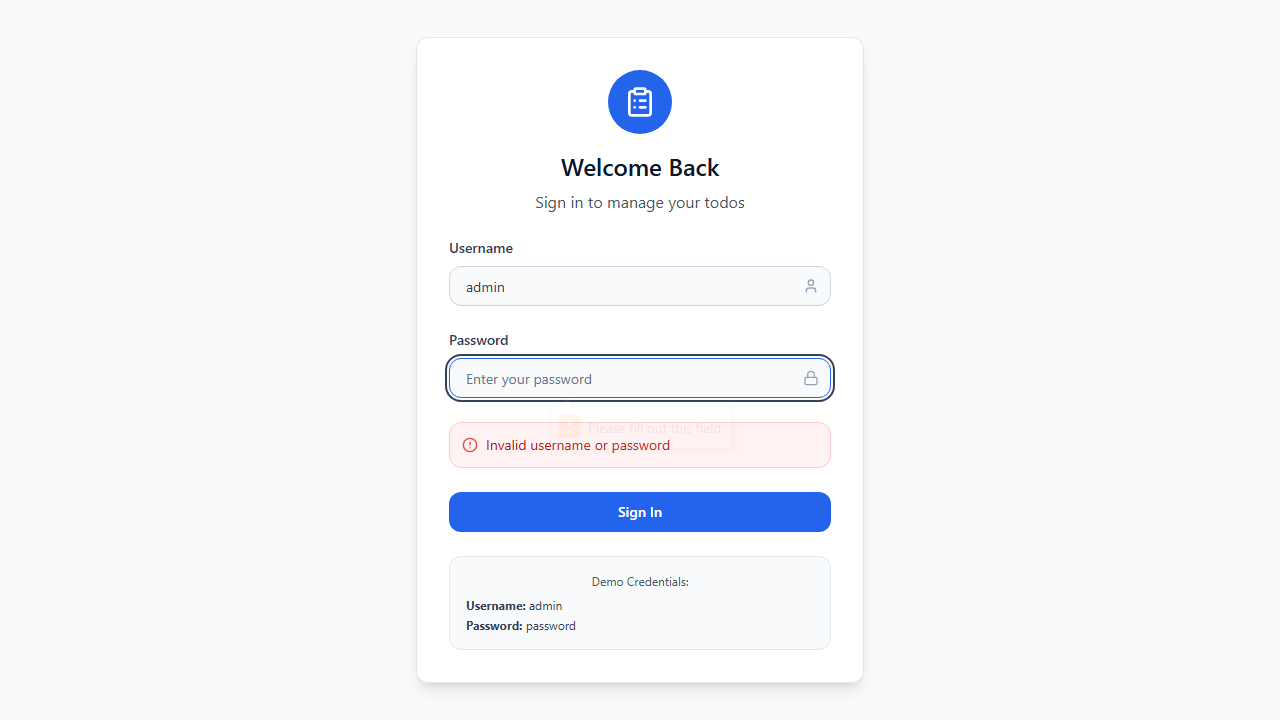 Welcome Back
Sign in to manage your todos
Username
admin
Password
Enter your password
Please fill out this field.
Invalid username or password
Sign In
Demo Credentials:
Username: admin
Password: password